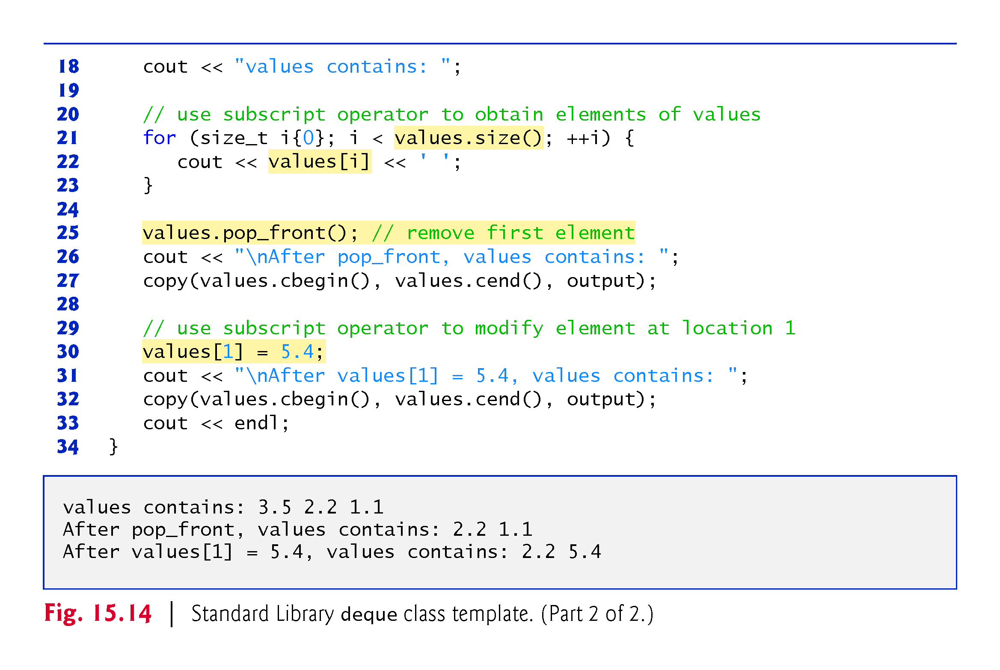 18 cout << "values contains: ";
19
20 // use subscript operator to obtain elements of values
21 for (size_t i{0}; i < values.size(); ++i) {
22 cout << values[i] << ' ';
23 }
24
25 values.pop_front(); // remove first element
26 cout << "\nAfter pop_front, values contains: ";
27 copy(values.cbegin(), values.cend(), output);
28
29 // use subscript operator to modify element at location 1
30 values[1] = 5.4;
31 cout << "\nAfter values[1] = 5.4, values contains: ";
32 copy(values.cbegin(), values.cend(), output);
33 cout << endl;
34 }
values contains: 3.5 2.2 1.1
After pop_front, values contains: 2.2 1.1
After values[1] = 5.4, values contains: 2.2 5.4
Fig. 15.14 | Standard Library deque class template. (Part 2 of 2.)